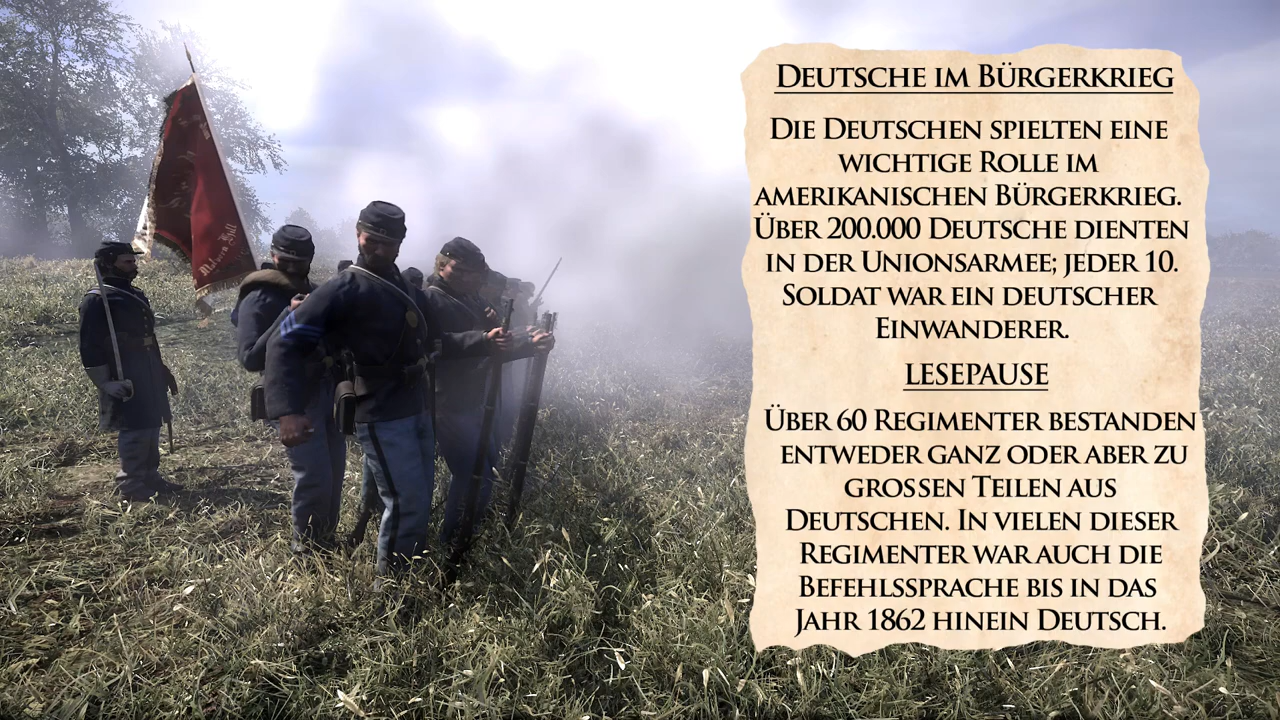 Malvern Hill
DEUTSCHE IM BÜRGERKRIEG
DIE DEUTSCHEN SPIELTEN EINE
WICHTIGE ROLLE IM
AMERIKANISCHEN BÜRGERKRIEG.
ÜBER 200.000 DEUTSCHE DIENTEN
IN DER UNIONSARMEE; JEDER 10.
SOLDAT WAR EIN DEUTSCHER
EINWANDERER.
LESEPAUSE
ÜBER 60 REGIMENTER BESTANDEN
ENTWEDER GANZ ODER ABER ZU
GROSSEN TEILEN AUS
DEUTSCHEN. IN VIELEN DIESER
REGIMENTER WAR AUCH DIE
BEFEHLSSPRACHE BIS IN DAS
JAHR 1862 HINEIN DEUTSCH.